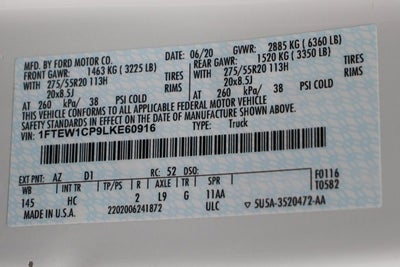 MFD. BY FORD MOTOR CO.
06/20 GVWR: 2885 KG (6360 LB)
FRONT GAWR: 1463 KG (3225 LB)
REAR GAWR: 1520 KG (3350 LB)
WITH 275/55R20 113H TIRES
WITH 275/55R20 113H TIRES
20x8.5J RIMS
20x8.5J RIMS
AT 260 kPa/ 38 PSI COLD
AT 260 kPa/ 38 PSI COLD
THIS VEHICLE CONFORMS TO ALL APPLICABLE FEDERAL MOTOR VEHICLE
SAFETY STANDARDS IN EFFECT ON THE DATE OF MANUFACTURE SHOWN ABOVE.
VIN: 1FTEW1CP9LKE60916 TYPE: Truck
EXT PNT: AZ D1 RC: 52 DSO: F0116
WB INT TR TP/PS R AXLE TR SPR T0582
145 HC 2 L9 G 11AA
MADE IN U.S.A. 2202006241872 ULC 5U5A-3520472-AA